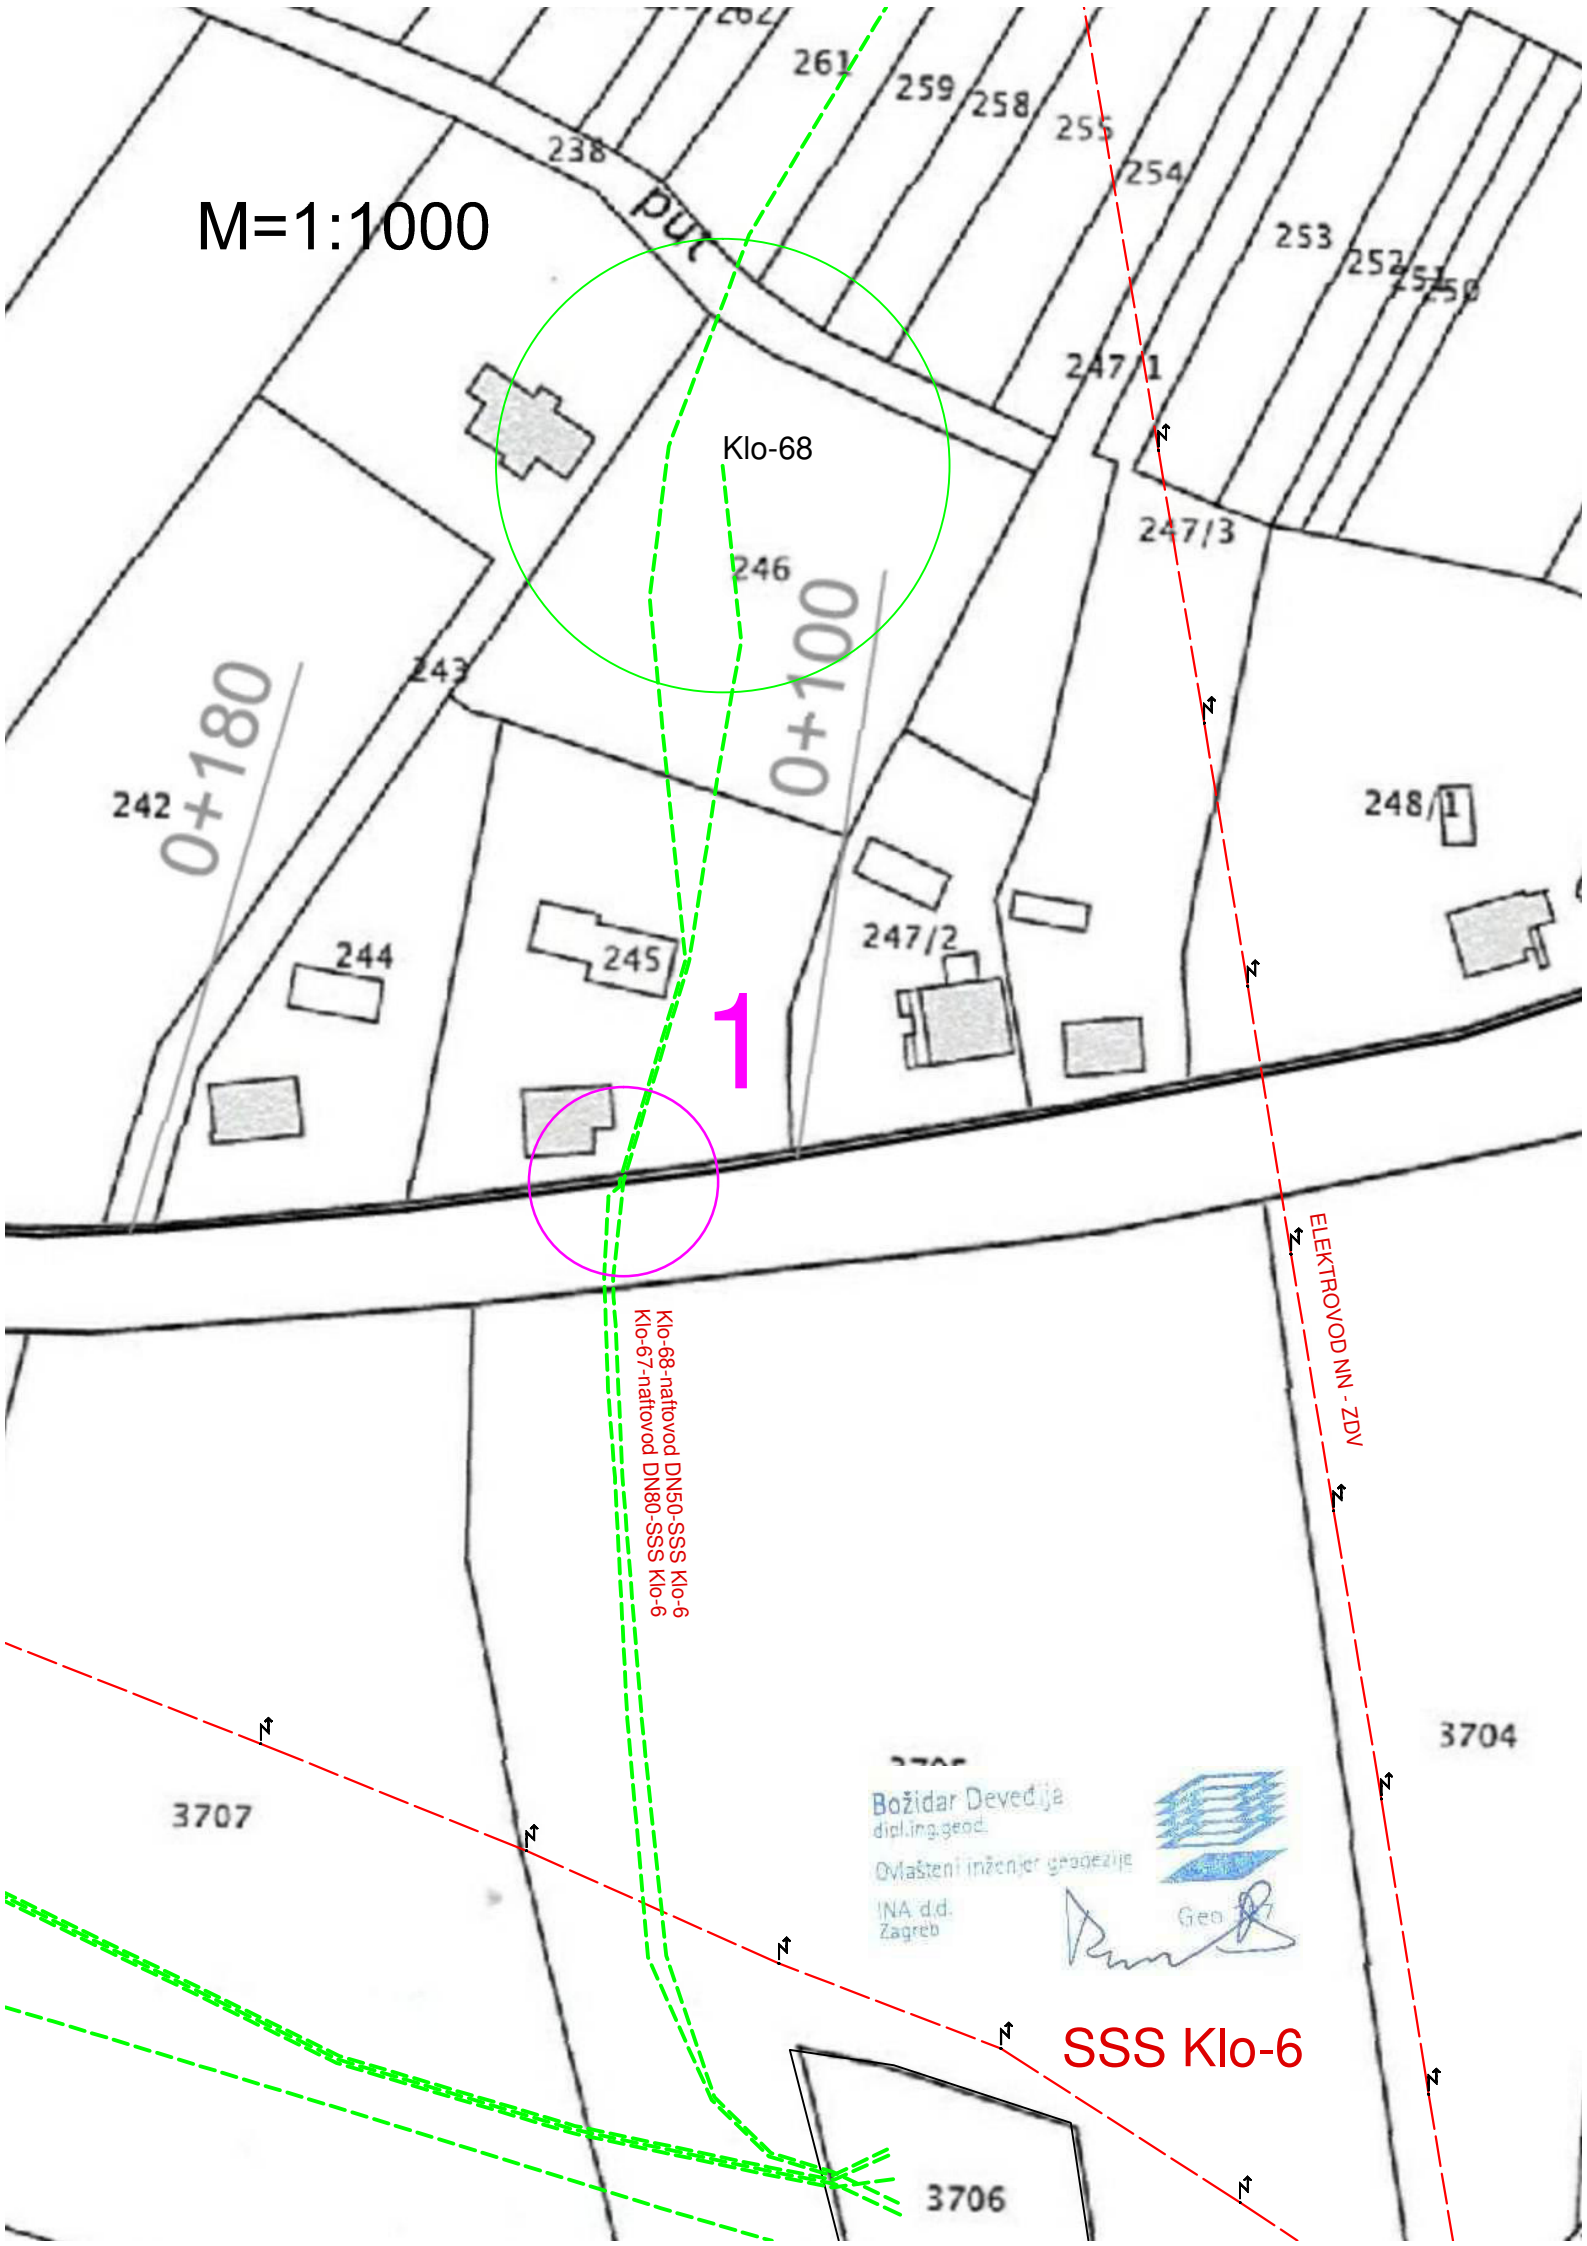 262
261
259
258
255
254
238
put
M=1:1000
253
252
251
250
247/1
Klo-68
247/3
246
0+100
243
0+180
242
248/1
244
245
247/2
1
ELEKTROVOD NN - ZDV
Klo-68-naftovod DN50-SSS Klo-6
Klo-67-naftovod DN80-SSS Klo-6
3704
3705
3707
Božidar Devedija
dipl.ing.geod.
Ovlašteni inženjer geodezije
INA d.d.
Zagreb
Geo
SSS Klo-6
3706